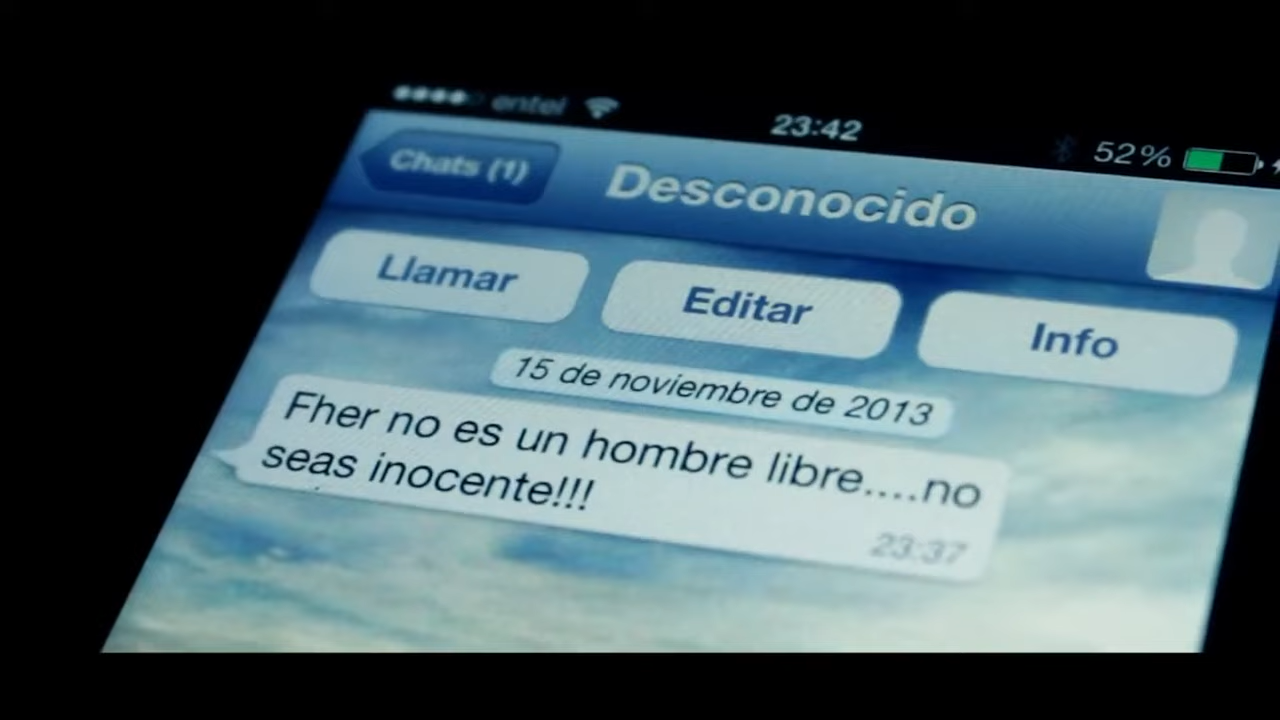 entel 23:42 52%
Chats (1) Desconocido
Llamar Editar Info
15 de noviembre de 2013
Fher no es un hombre libre....no
seas inocente!!!
23:37